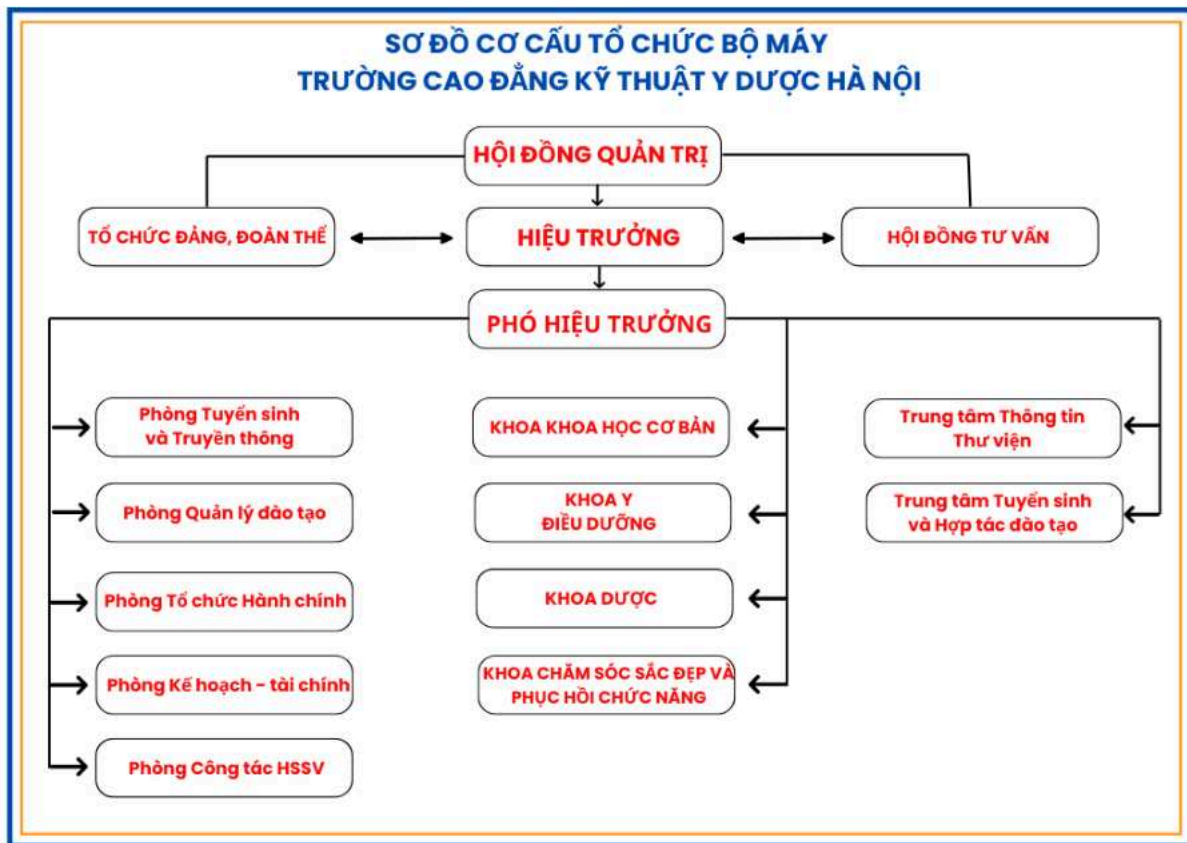 SƠ ĐỒ CƠ CẤU TỔ CHỨC BỘ MÁY
TRƯỜNG CAO ĐẲNG KỸ THUẬT Y DƯỢC HÀ NỘI
HỘI ĐỒNG QUẢN TRỊ
TỔ CHỨC ĐẢNG, ĐOÀN THỂ
HIỆU TRƯỞNG
HỘI ĐỒNG TƯ VẤN
PHÓ HIỆU TRƯỞNG
Phòng Tuyển sinh
và Truyền thông
Phòng Quản lý đào tạo
Phòng Tổ chức Hành chính
Phòng Kế hoạch - tài chính
Phòng Công tác HSSV
KHOA KHOA HỌC CƠ BẢN
KHOA Y
ĐIỀU DƯỠNG
KHOA DƯỢC
KHOA CHĂM SÓC SẮC ĐẸP VÀ
PHỤC HỒI CHỨC NĂNG
Trung tâm Thông tin
Thư viện
Trung tâm Tuyển sinh
và Hợp tác đào tạo